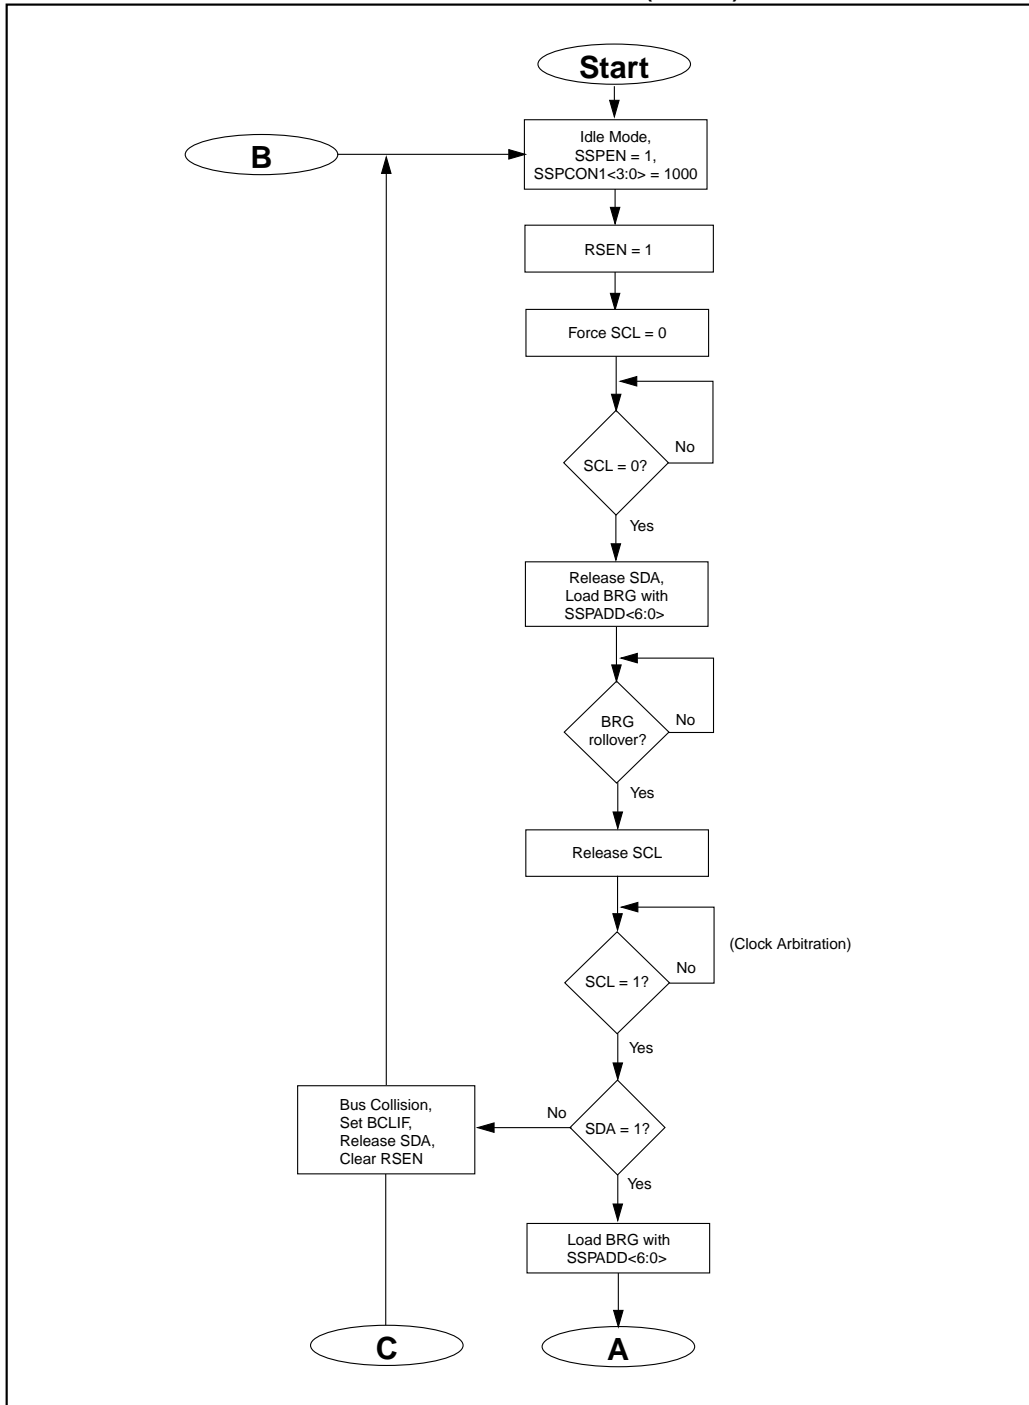 Start
Idle Mode,
SSPEN = 1,
SSPCON1<3:0> = 1000
B
RSEN = 1
Force SCL = 0
SCL = 0?
No
Yes
Release SDA,
Load BRG with
SSPADD<6:0>
BRG
rollover?
No
Yes
Release SCL
(Clock Arbitration)
SCL = 1?
No
Yes
Bus Collision,
Set BCLIF,
Release SDA,
Clear RSEN
No
SDA = 1?
Yes
Load BRG with
SSPADD<6:0>
C
A